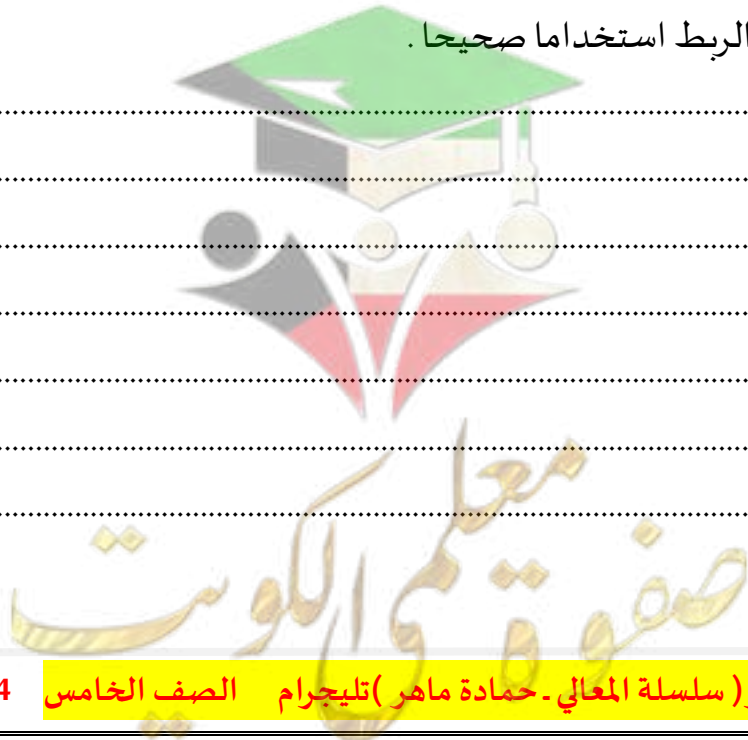 الربط استخداما صحيحا .
صفوة معلمي الكويت
( سلسلة المعالي ـ حمادة ماهر )تليجرام الصف الخامس 4